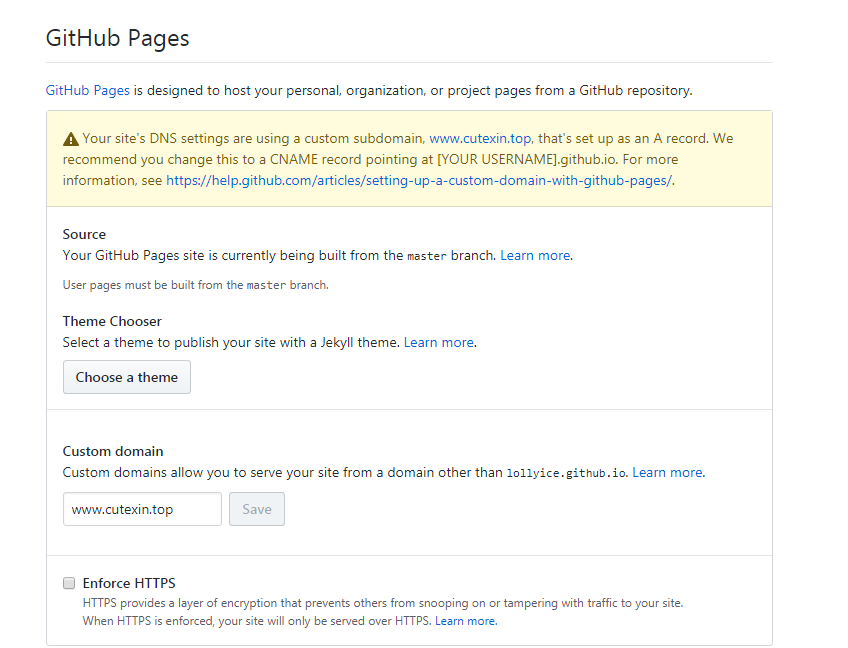 GitHub Pages
GitHub Pages is designed to host your personal, organization, or project pages from a GitHub repository.
Your site's DNS settings are using a custom subdomain, www.cutexin.top, that's set up as an A record. We
recommend you change this to a CNAME record pointing at [YOUR USERNAME].github.io. For more
information, see https://help.github.com/articles/setting-up-a-custom-domain-with-github-pages/.
Source
Your GitHub Pages site is currently being built from the master branch. Learn more.
User pages must be built from the master branch.
Theme Chooser
Select a theme to publish your site with a Jekyll theme. Learn more.
Choose a theme
Custom domain
Custom domains allow you to serve your site from a domain other than lollyice.github.io. Learn more.
www.cutexin.top Save
Enforce HTTPS
HTTPS provides a layer of encryption that prevents others from snooping on or tampering with traffic to your site.
When HTTPS is enforced, your site will only be served over HTTPS. Learn more.